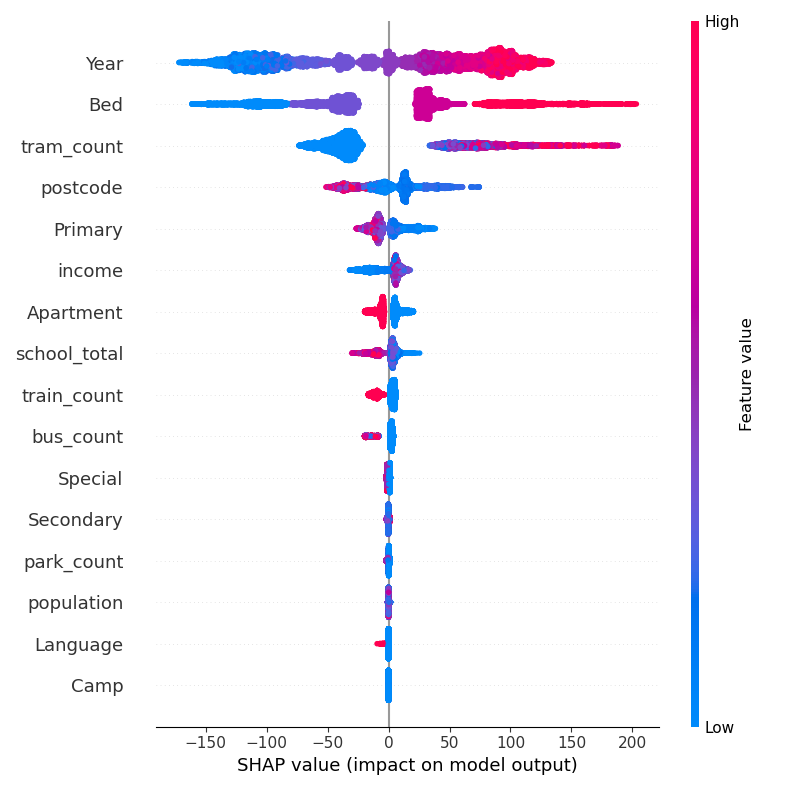 High
Year
Bed
tram_count
postcode
Primary
income
Apartment
school_total
train_count
bus_count
Special
Secondary
park_count
population
Language
Camp
Feature value
Low
−150 −100 −50 0 50 100 150 200
SHAP value (impact on model output)